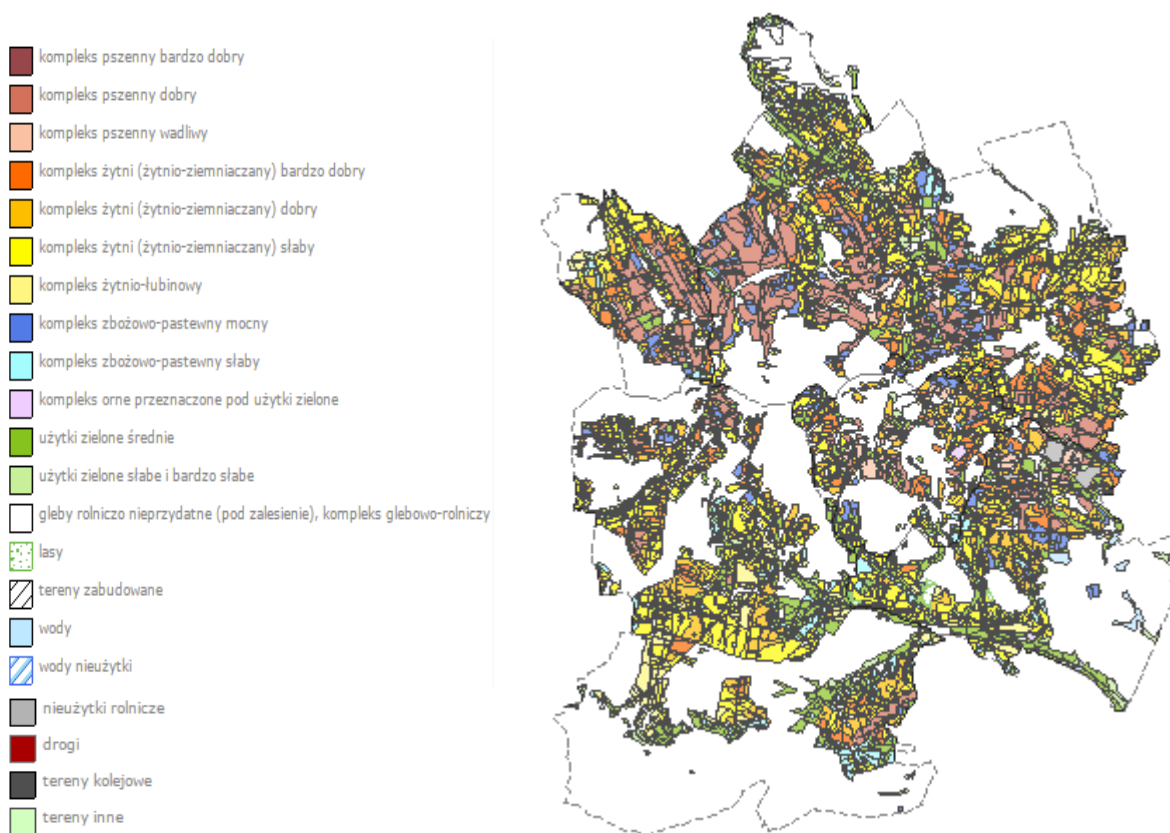 kompleks pszenny bardzo dobry
kompleks pszenny dobry
kompleks pszenny wadliwy
kompleks żytni (żytnio-ziemniaczany) bardzo dobry
kompleks żytni (żytnio-ziemniaczany) dobry
kompleks żytni (żytnio-ziemniaczany) słaby
kompleks żytnio-łubinowy
kompleks zbożowo-pastewny mocny
kompleks zbożowo-pastewny słaby
kompleks orne przeznaczone pod użytki zielone
użytki zielone średnie
użytki zielone słabe i bardzo słabe
gleby rolniczo nieprzydatne (pod zalesienie), kompleks glebowo-rolniczy
lasy
tereny zabudowane
wody
wody nieużytki
nieużytki rolnicze
drogi
tereny kolejowe
tereny inne